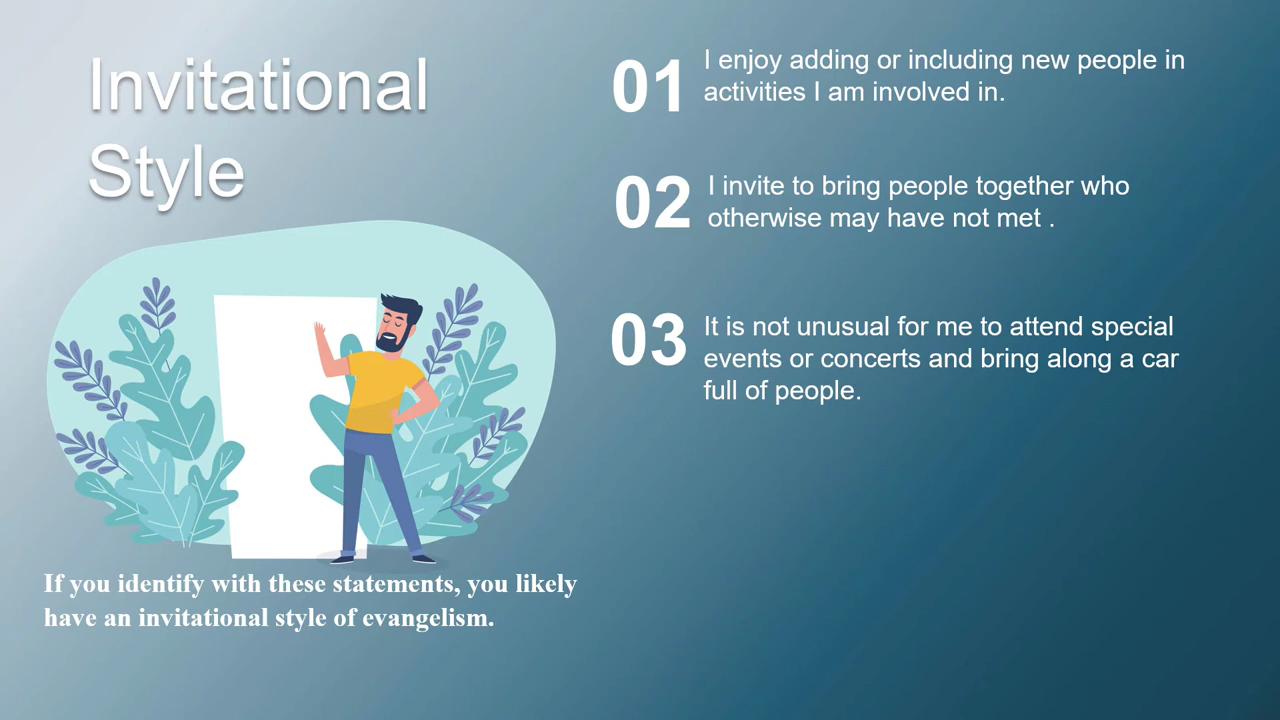 Invitational
Style
01
I enjoy adding or including new people in
activities I am involved in.
02
I invite to bring people together who
otherwise may have not met .
03
It is not unusual for me to attend special
events or concerts and bring along a car
full of people.
If you identify with these statements, you likely
have an invitational style of evangelism.